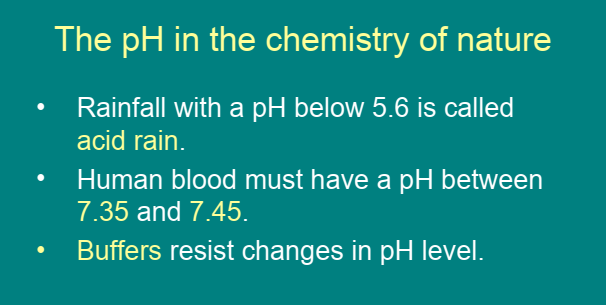 The pH in the chemistry of nature
• Rainfall with a pH below 5.6 is called
acid rain.
• Human blood must have a pH between
7.35 and 7.45.
• Buffers resist changes in pH level.